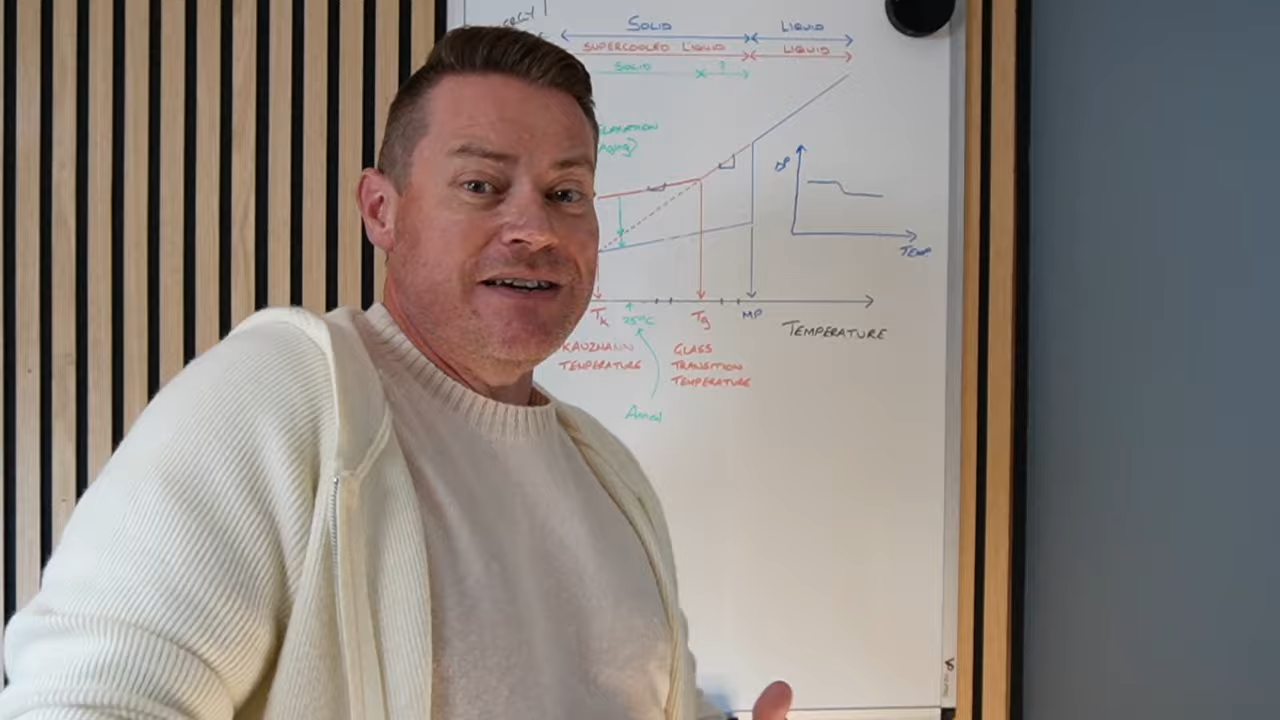 SOLID
LIQUID
SUPERCOOLED LIQUID
LIQUID
SOLID
?
TEMP
Tk
25°C
Tg
MP
TEMPERATURE
KAUZMANN
TEMPERATURE
GLASS
TRANSITION
TEMPERATURE